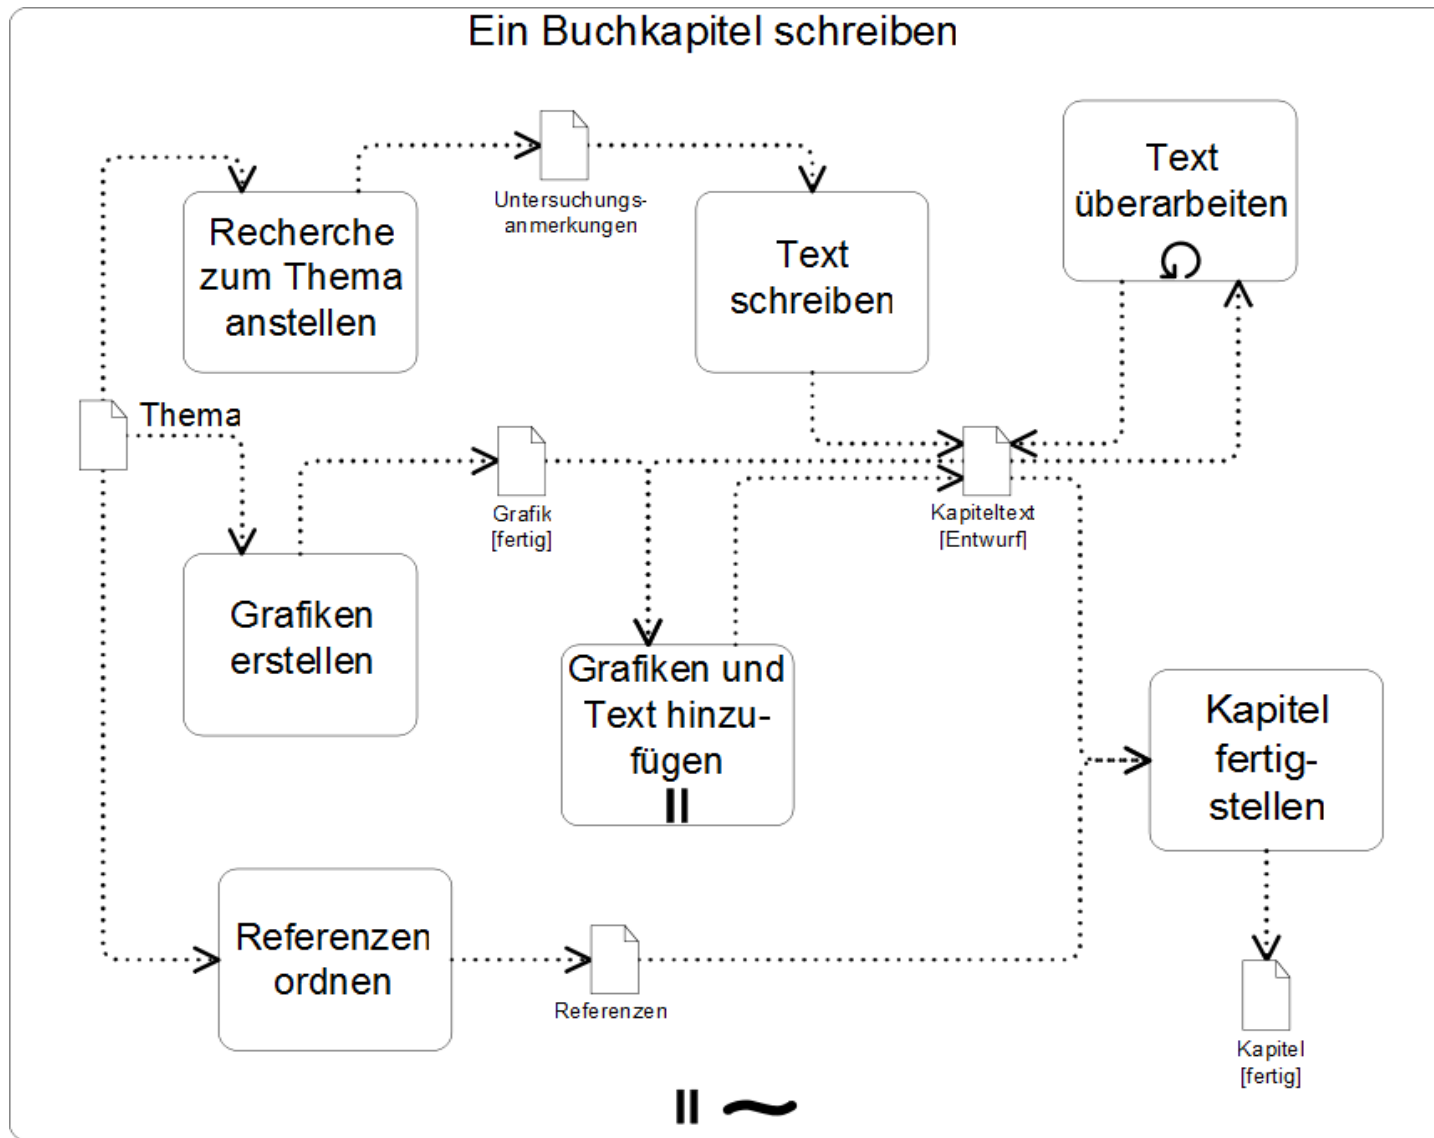 Ein Buchkapitel schreiben
Untersuchungs-
anmerkungen
Text
überarbeiten
Recherche
zum Thema
anstellen
Text
schreiben
Thema
Grafik
[fertig]
Kapiteltext
[Entwurf]
Grafiken
erstellen
Grafiken und
Text hinzu-
fügen
Kapitel
fertig-
stellen
Referenzen
ordnen
Referenzen
Kapitel
[fertig]